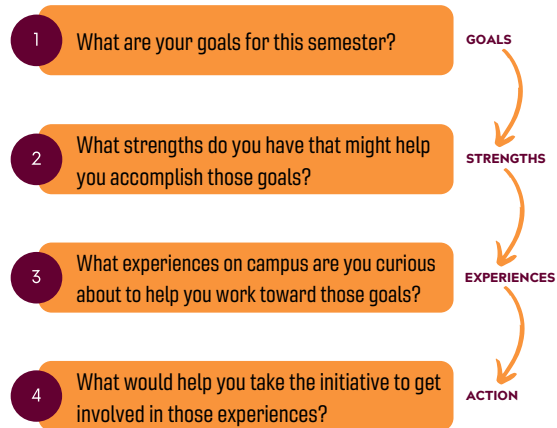 1
What are your goals for this semester?
GOALS
2
What strengths do you have that might help
you accomplish those goals?
STRENGTHS
3
What experiences on campus are you curious
about to help you work toward those goals?
EXPERIENCES
4
What would help you take the initiative to get
involved in those experiences?
ACTION